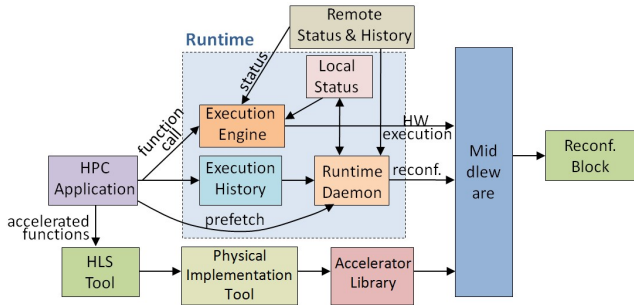 Remote
Status & History
Runtime
status
Local
Status
function
call
Execution
Engine
HW
execution
Mid
dlew
are
Reconf.
Block
HPC
Application
Execution
History
Runtime
Daemon
reconf.
prefetch
accelerated
functions
HLS
Tool
Physical
Implementation
Tool
Accelerator
Library